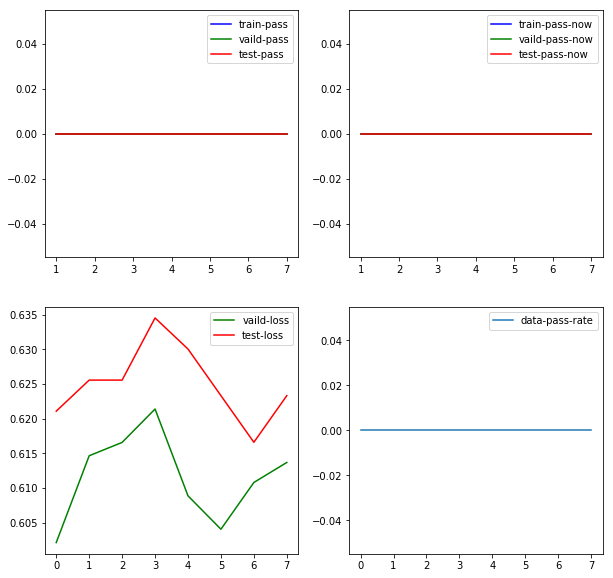 0.04
0.02
0.00
−0.02
−0.04
1 2 3 4 5 6 7
train-pass
vaild-pass
test-pass
0.04
0.02
0.00
−0.02
−0.04
1 2 3 4 5 6 7
train-pass-now
vaild-pass-now
test-pass-now
0.635
0.630
0.625
0.620
0.615
0.610
0.605
0 1 2 3 4 5 6 7
vaild-loss
test-loss
0.04
0.02
0.00
−0.02
−0.04
0 1 2 3 4 5 6 7
data-pass-rate